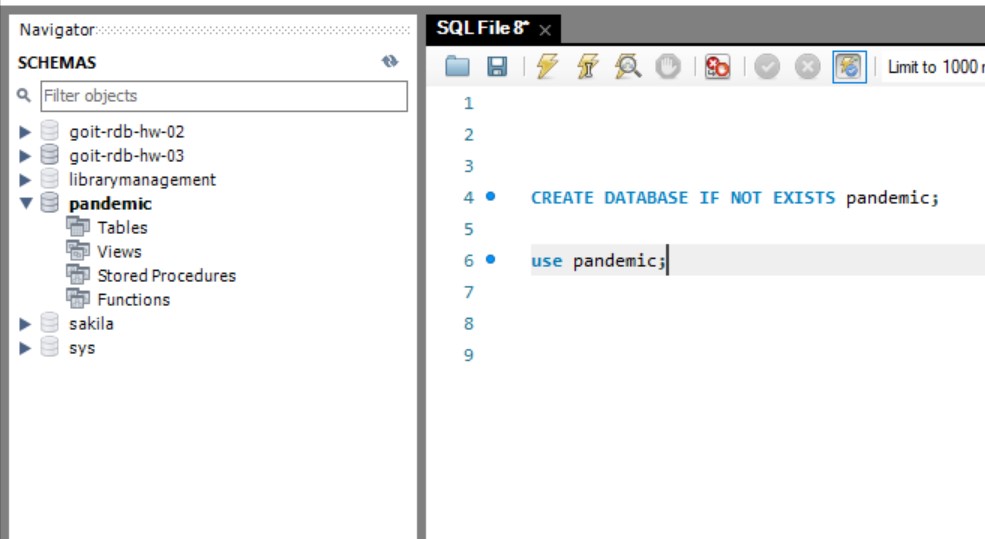 Navigator
SCHEMAS
Filter objects
goit-rdb-hw-02
goit-rdb-hw-03
librarymanagement
pandemic
Tables
Views
Stored Procedures
Functions
sakila
sys
SQL File 8*
Limit to 1000 r
1
2
3
4 CREATE DATABASE IF NOT EXISTS pandemic;
5
6 use pandemic;
7
8
9